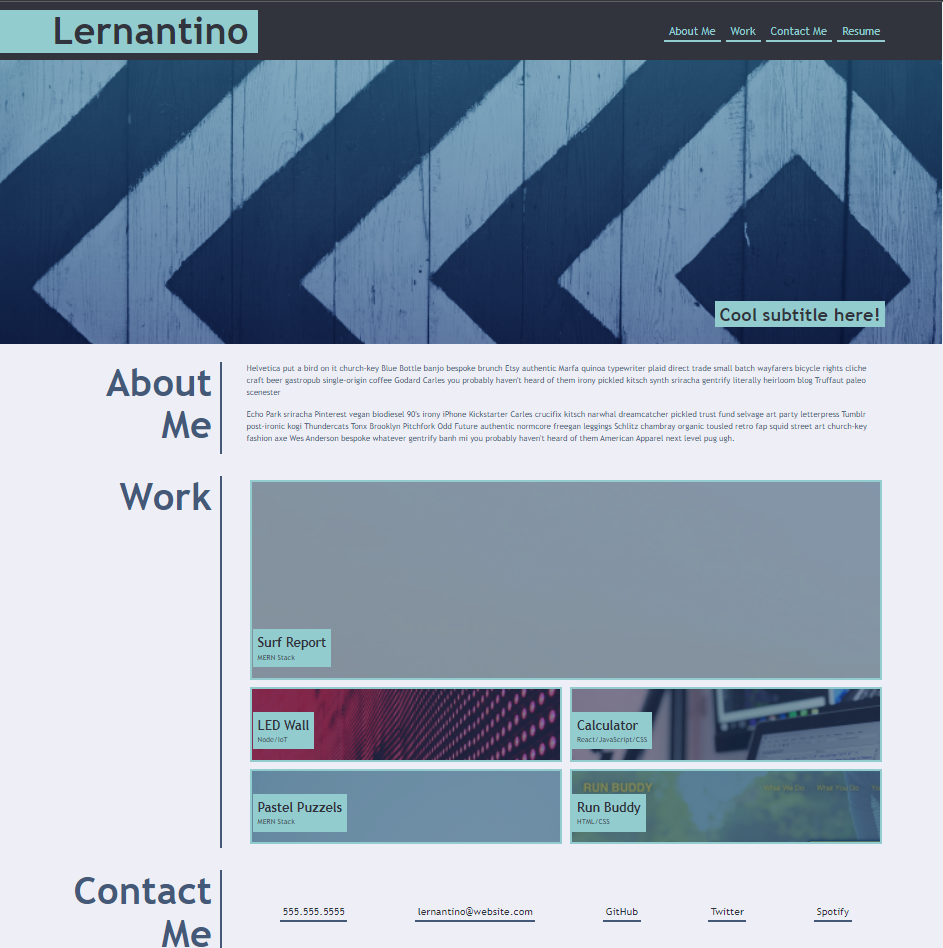 Lernantino
About Me Work Contact Me Resume
Cool subtitle here!
About
Me
Helvetica put a bird on it church-key Blue Bottle banjo bespoke brunch Etsy authentic Marfa quinoa typewriter plaid direct trade small batch wayfarers bicycle rights cliche
craft beer gastropub single-origin coffee Godard Carles you probably haven't heard of them irony pickled kitsch synth sriracha gentrify literally heirloom blog Truffaut paleo
scenester
Echo Park sriracha Pinterest vegan biodiesel 90's irony iPhone Kickstarter Carles crucifix kitsch narwhal dreamcatcher pickled trust fund selvage art party letterpress Tumblr
post-ironic kogi Thundercats Tonx Brooklyn Pitchfork Odd Future authentic normcore freegan leggings Schlitz chambray organic tousled retro fap squid street art church-key
fashion axe Wes Anderson bespoke whatever gentrify banh mi you probably haven't heard of them American Apparel next level pug ugh.
Work
Surf Report
MERN Stack
LED Wall
Node/IoT
Calculator
React/JavaScript/CSS
Pastel Puzzels
MERN Stack
RUN BUDDY
What We Do What You Do
Run Buddy
HTML/CSS
Contact
Me
555.555.5555
lernantino@website.com
GitHub
Twitter
Spotify